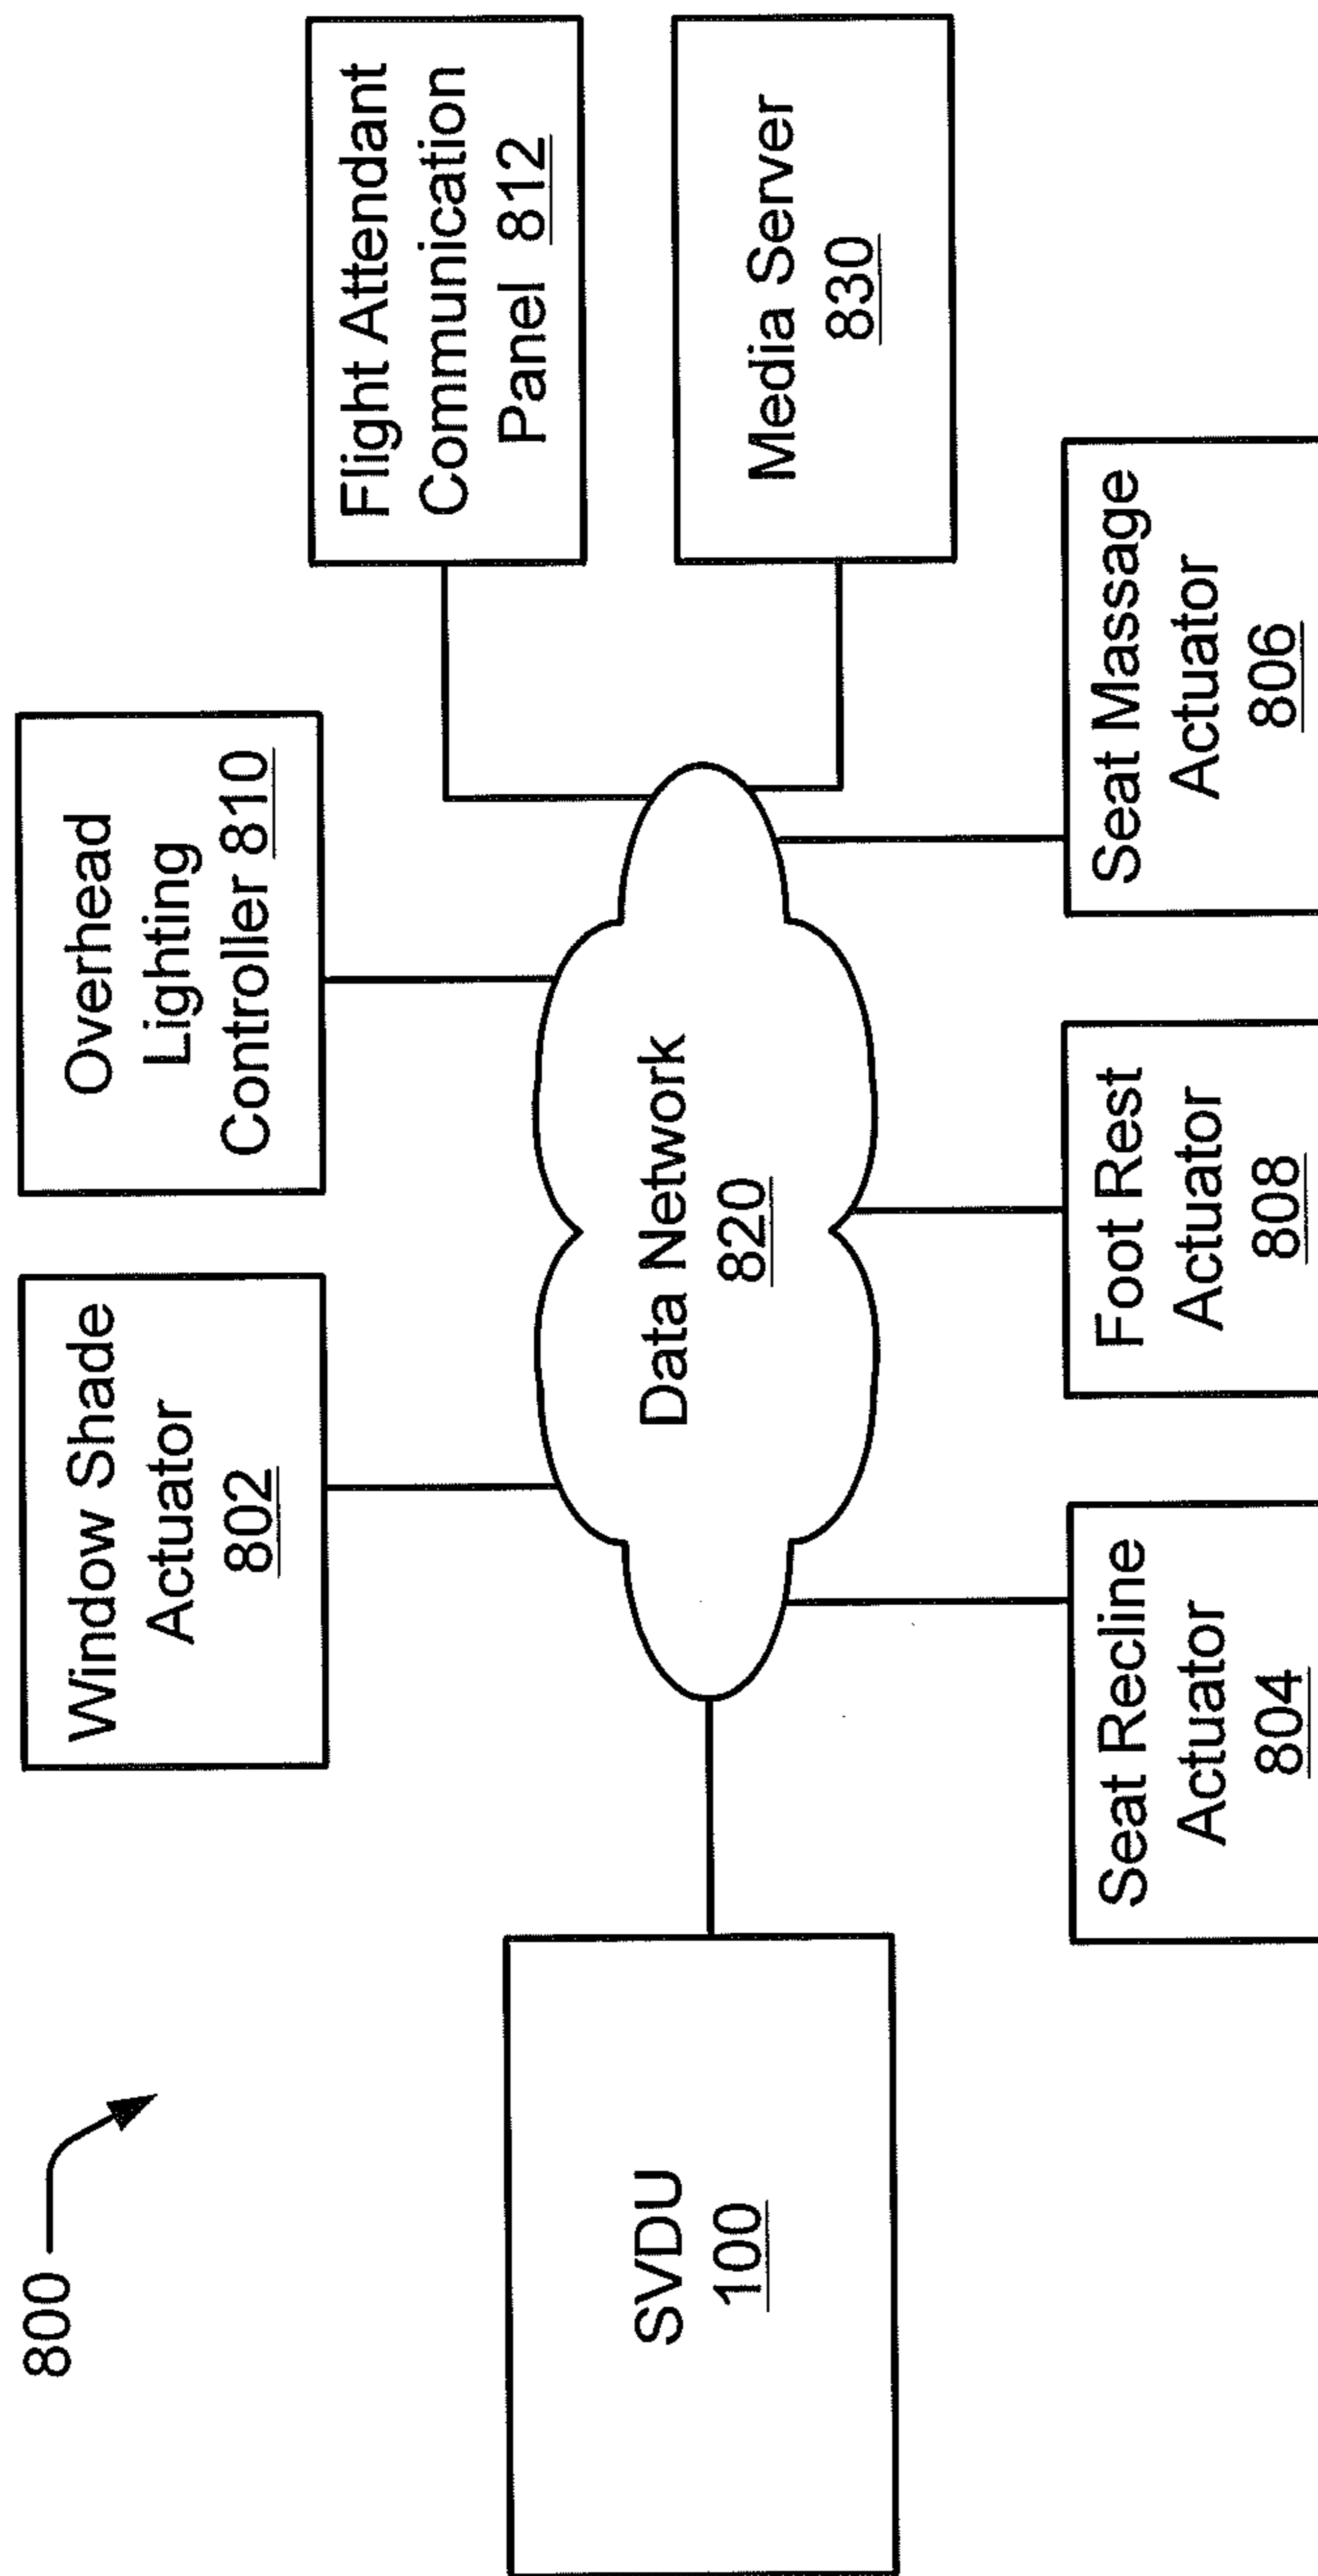 800
Window Shade
Actuator
802
Overhead
Lighting
Controller 810
Flight Attendant
Communication
Panel 812
SVDU
100
Data Network
820
Media Server
830
Seat Recline
Actuator
804
Foot Rest
Actuator
808
Seat Massage
Actuator
806